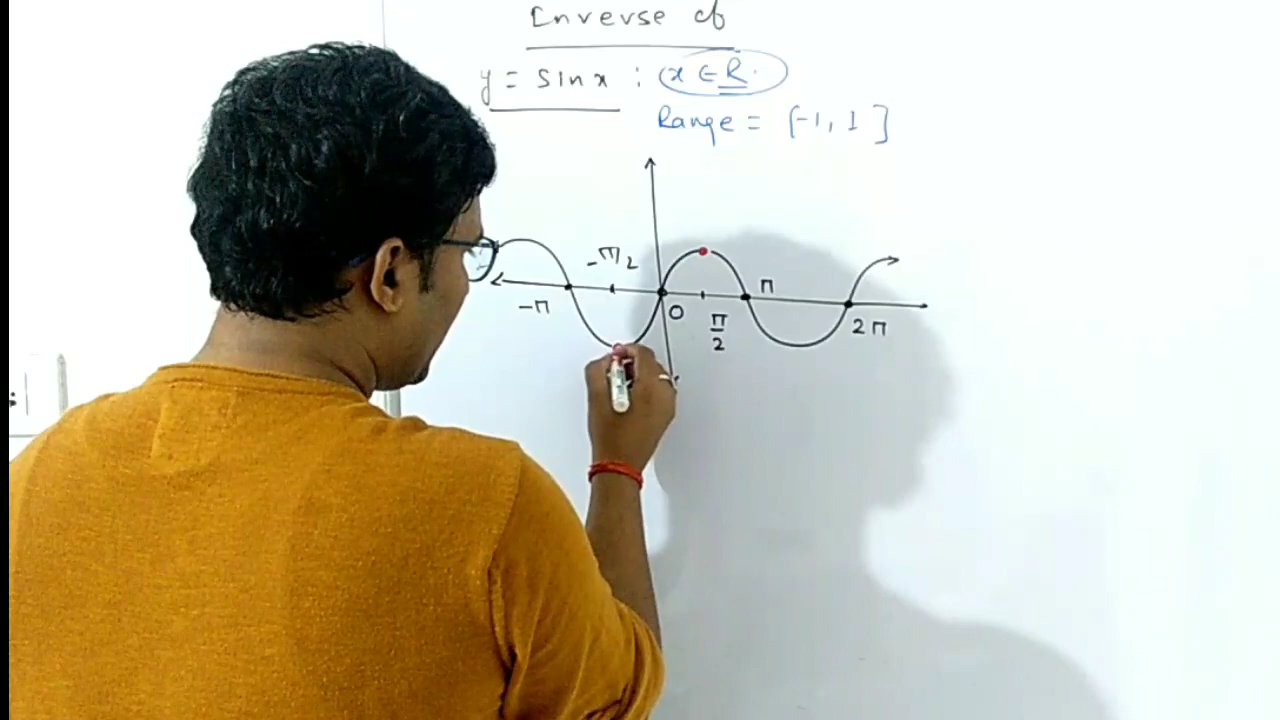 Inverse of
y = sin x : x ∈ R.
Range = [-1, 1]
-π/2
-π
0
π/2
π
2π